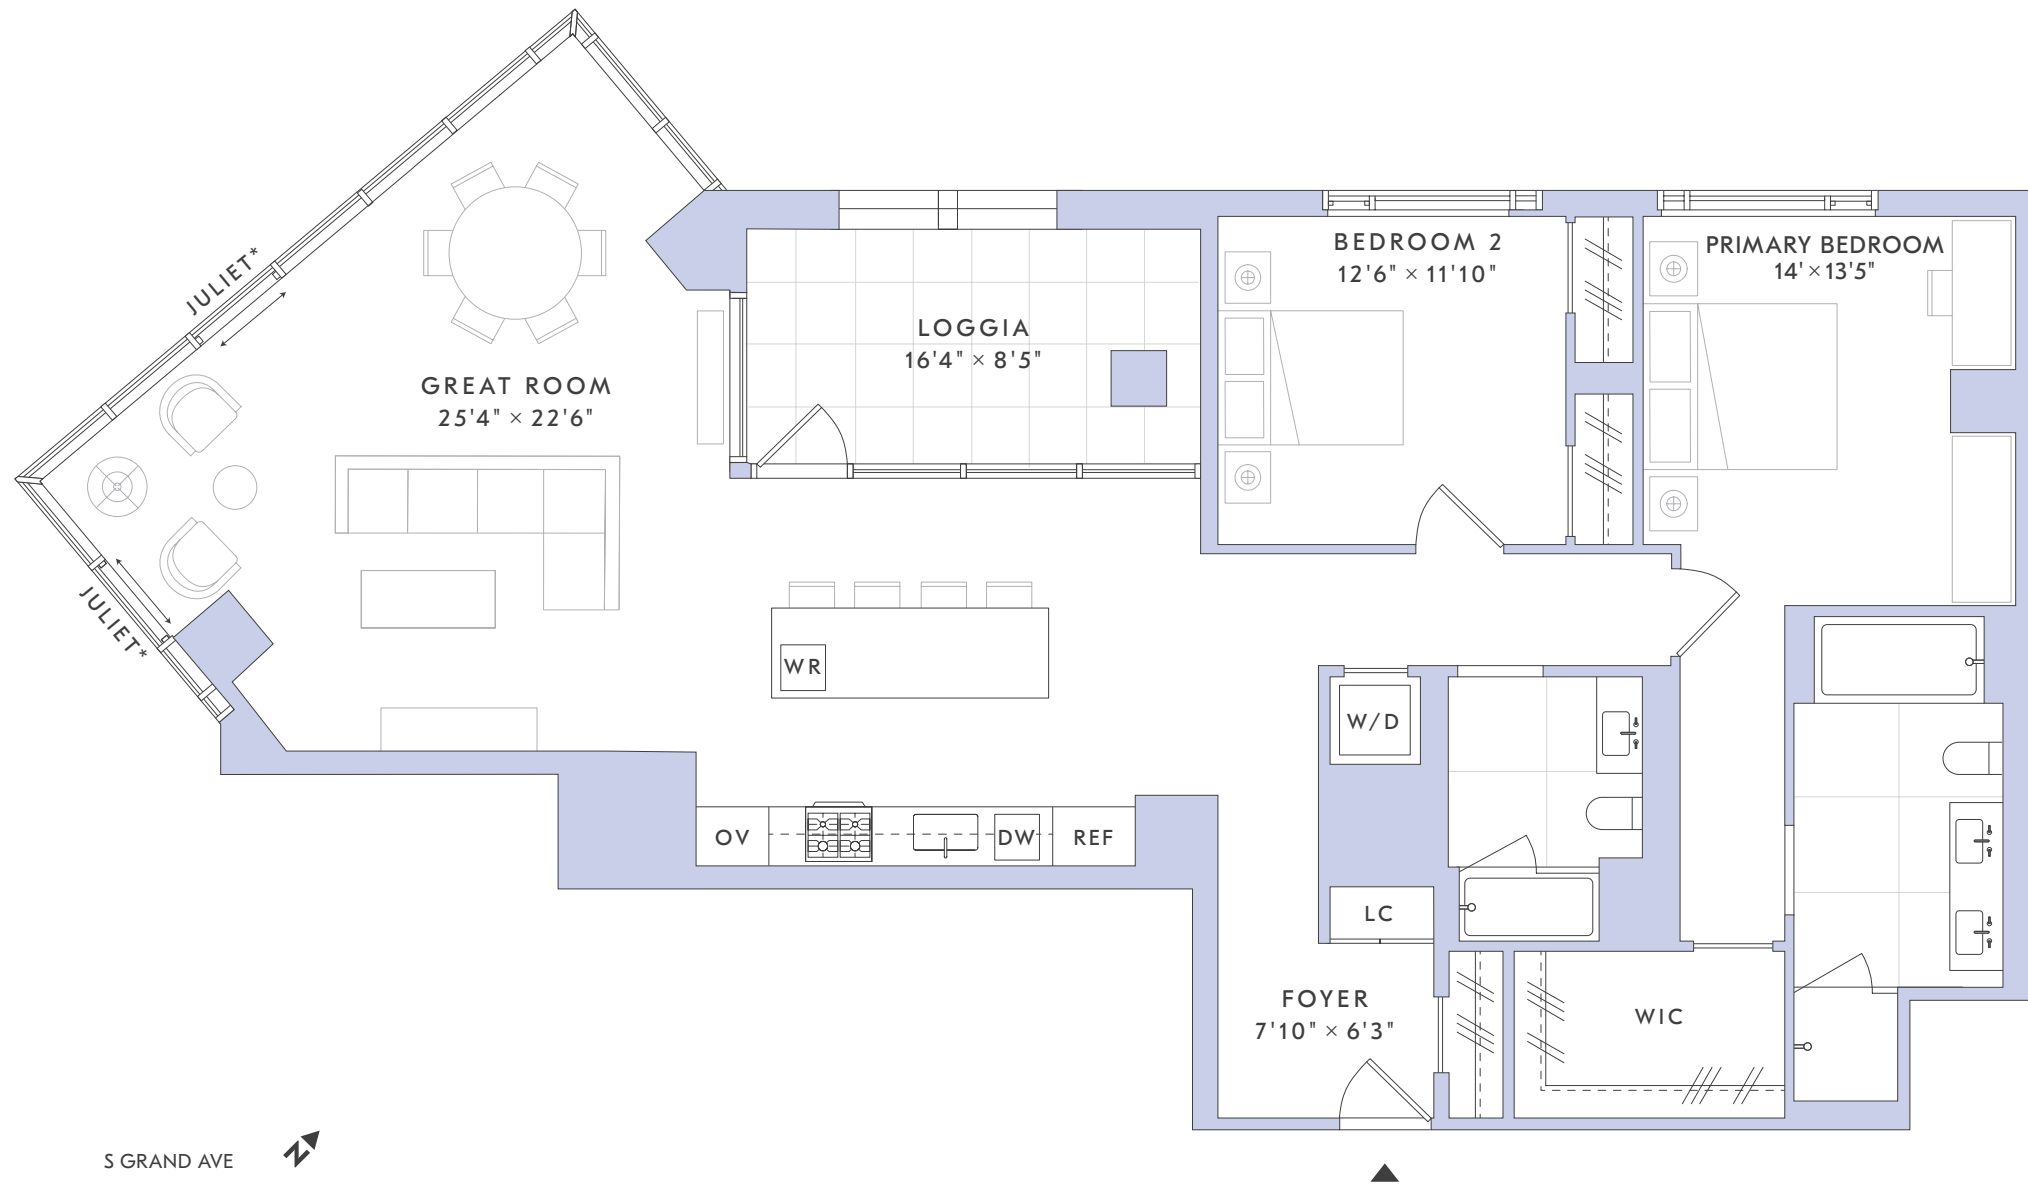 JULIET*
BEDROOM 2
12'6" × 11'10"
PRIMARY BEDROOM
14' × 13'5"
LOGGIA
16'4" × 8'5"
GREAT ROOM
25'4" × 22'6"
JULIET*
WR
W/D
OV
DW
REF
LC
FOYER
7'10" × 6'3"
WIC
S GRAND AVE
N